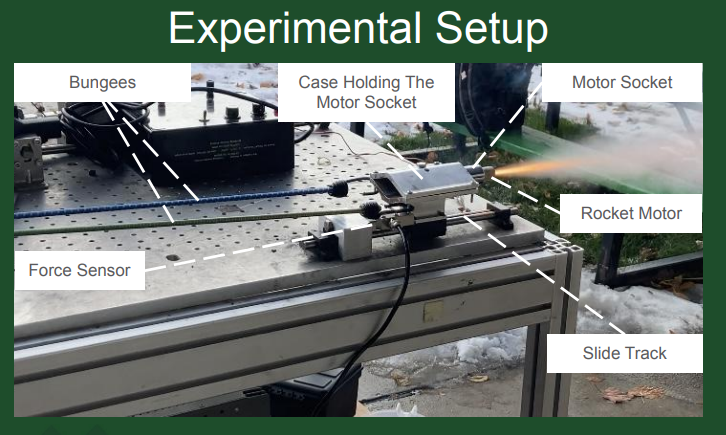 Experimental Setup
Bungees
Case Holding The
Motor Socket
Motor Socket
Rocket Motor
Force Sensor
Slide Track